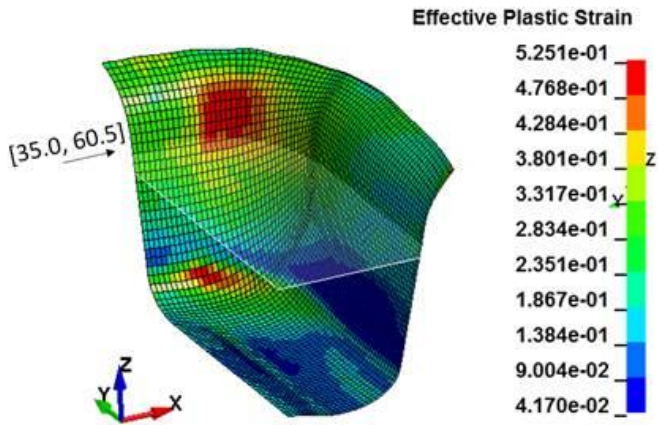 Effective Plastic Strain
5.251e-01
4.768e-01
4.284e-01
3.801e-01
3.317e-01
2.834e-01
2.351e-01
1.867e-01
1.384e-01
9.004e-02
4.170e-02
[35.0, 60.5]
Z
Y
Z
Y
X